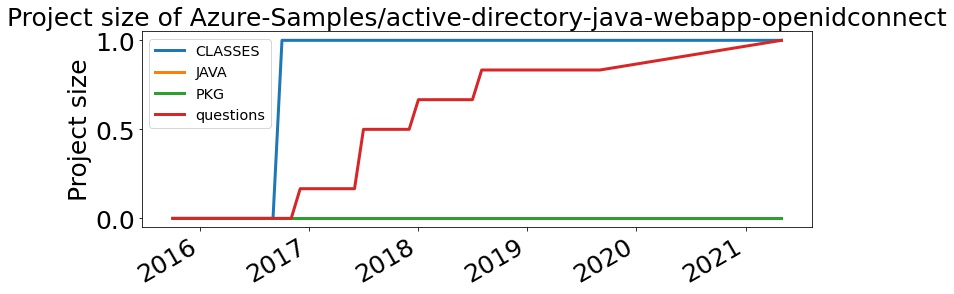 Project size of Azure-Samples/active-directory-java-webapp-openidconnect
Project size
1.0
0.5
0.0
CLASSES
JAVA
PKG
questions
2016
2017
2018
2019
2020
2021